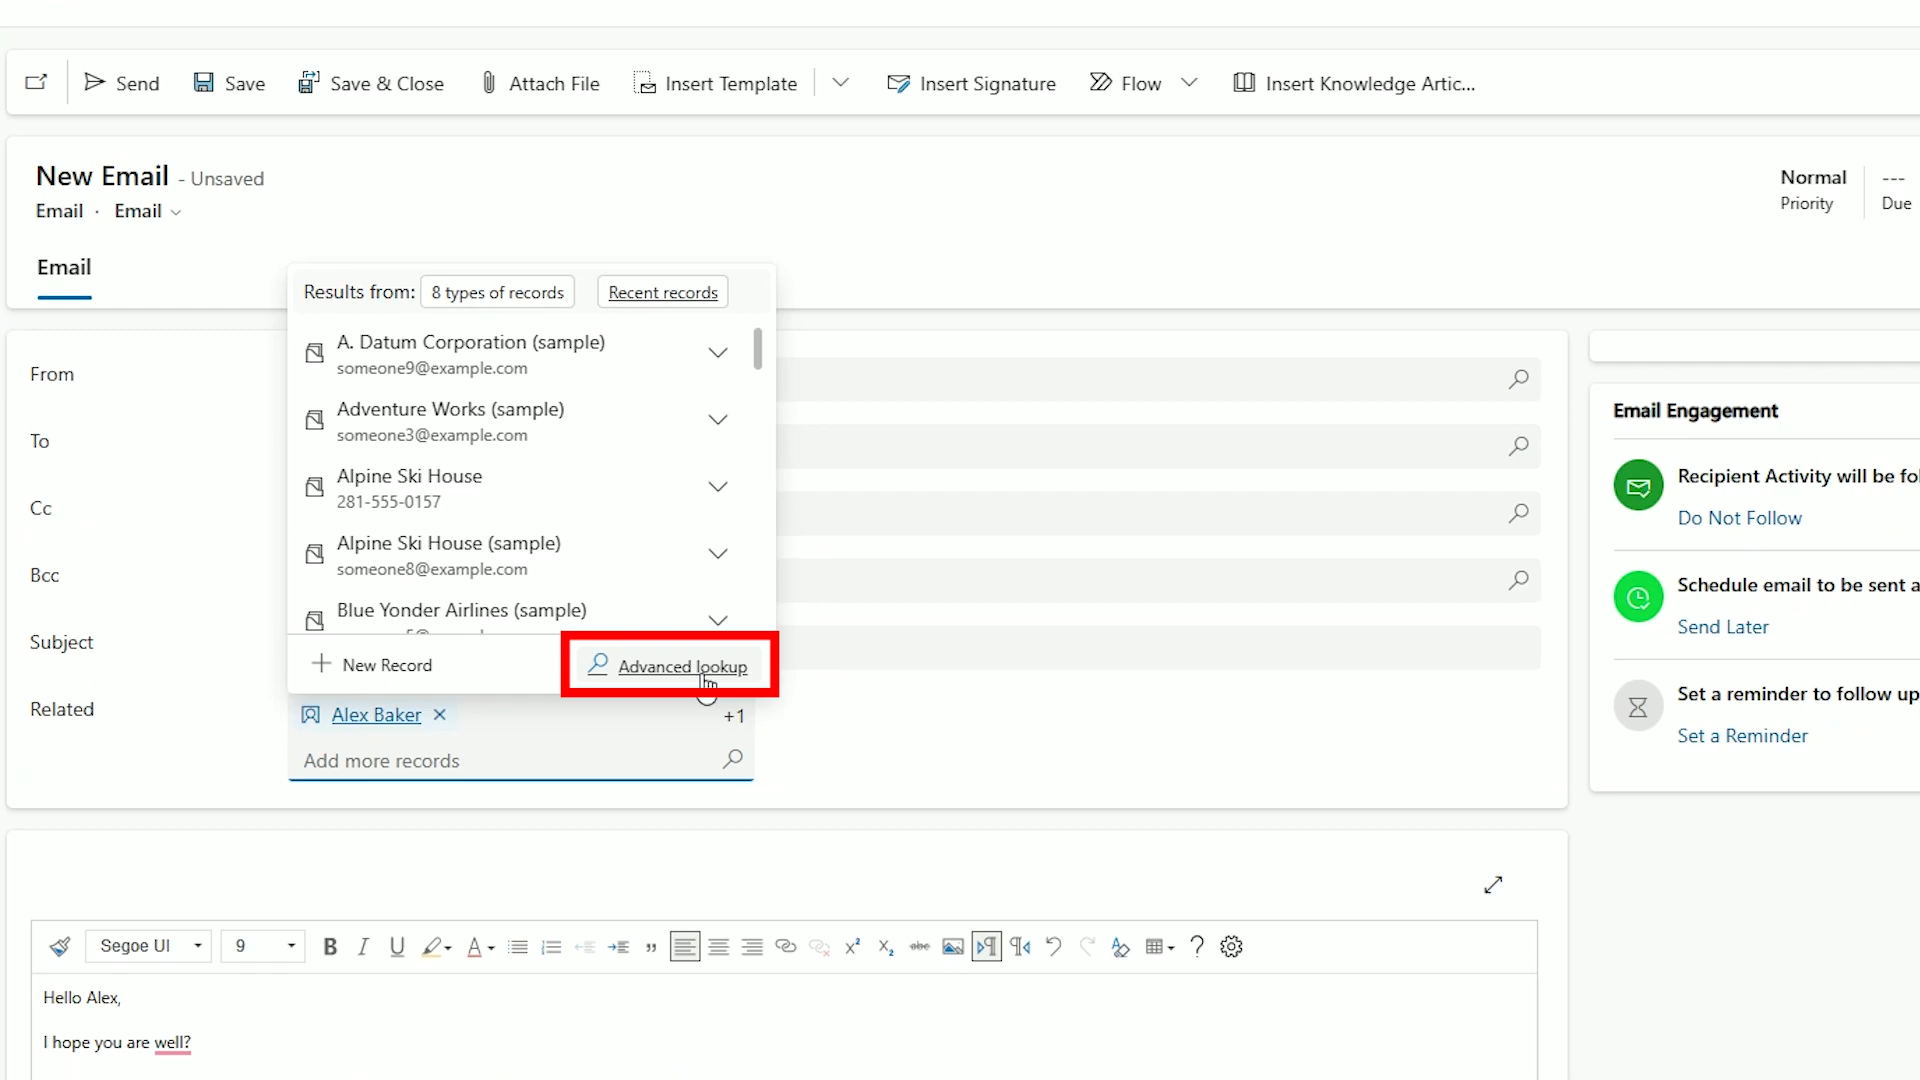 Send Save Save & Close Attach File Insert Template Insert Signature Flow Insert Knowledge Artic...
New Email - Unsaved
Email · Email
Normal
Priority
---
Due
Email
Results from: 8 types of records Recent records
A. Datum Corporation (sample)
someone9@example.com
Adventure Works (sample)
someone3@example.com
Alpine Ski House
281-555-0157
Alpine Ski House (sample)
someone8@example.com
Blue Yonder Airlines (sample)
New Record Advanced lookup
From
To
Cc
Bcc
Subject
Related
Alex Baker +1
Add more records
Email Engagement
Recipient Activity will be fol
Do Not Follow
Schedule email to be sent a
Send Later
Set a reminder to follow up
Set a Reminder
Segoe UI 9
Hello Alex,
I hope you are well?